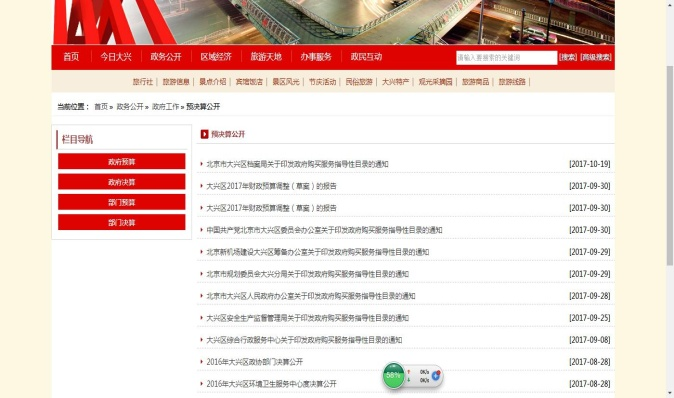 首页 今日大兴 政务公开 区域经济 旅游天地 办事服务 政民互动 请输入要搜索的关键词 [搜索] [高级搜索]
旅行社| 旅游信息| 景点介绍| 宾馆饭店| 景区风光| 节庆活动| 民俗旅游| 大兴特产| 观光采摘园| 旅游商品| 旅游线路|
当前位置： 首页» 政务公开» 政府工作» 预决算公开
栏目导航
政府预算
政府决算
部门预算
部门决算
预决算公开
北京市大兴区档案局关于印发政府购买服务指导性目录的通知 [2017-10-19]
大兴区2017年财政预算调整（草案）的报告 [2017-09-30]
大兴区2017年财政预算调整（草案）的报告 [2017-09-30]
中国共产党北京市大兴区委员会办公室关于印发政府购买服务指导性目录的通知 [2017-09-30]
北京新机场建设大兴区筹备办公室关于印发政府购买服务指导性目录的通知 [2017-09-29]
北京市规划委员会大兴分局关于印发政府购买服务指导性目录的通知 [2017-09-29]
北京市大兴区人民政府办公室关于印发政府购买服务指导性目录的通知 [2017-09-28]
大兴区安全生产监督管理局关于印发政府购买服务指导性目录的通知 [2017-09-25]
大兴区综合行政服务中心关于印发政府购买服务指导性目录的通知 [2017-09-08]
2016年大兴区政协部门决算公开 [2017-08-28]
2016年大兴区环境卫生服务中心度决算公开 [2017-08-28]
58%
0K/s
0K/s